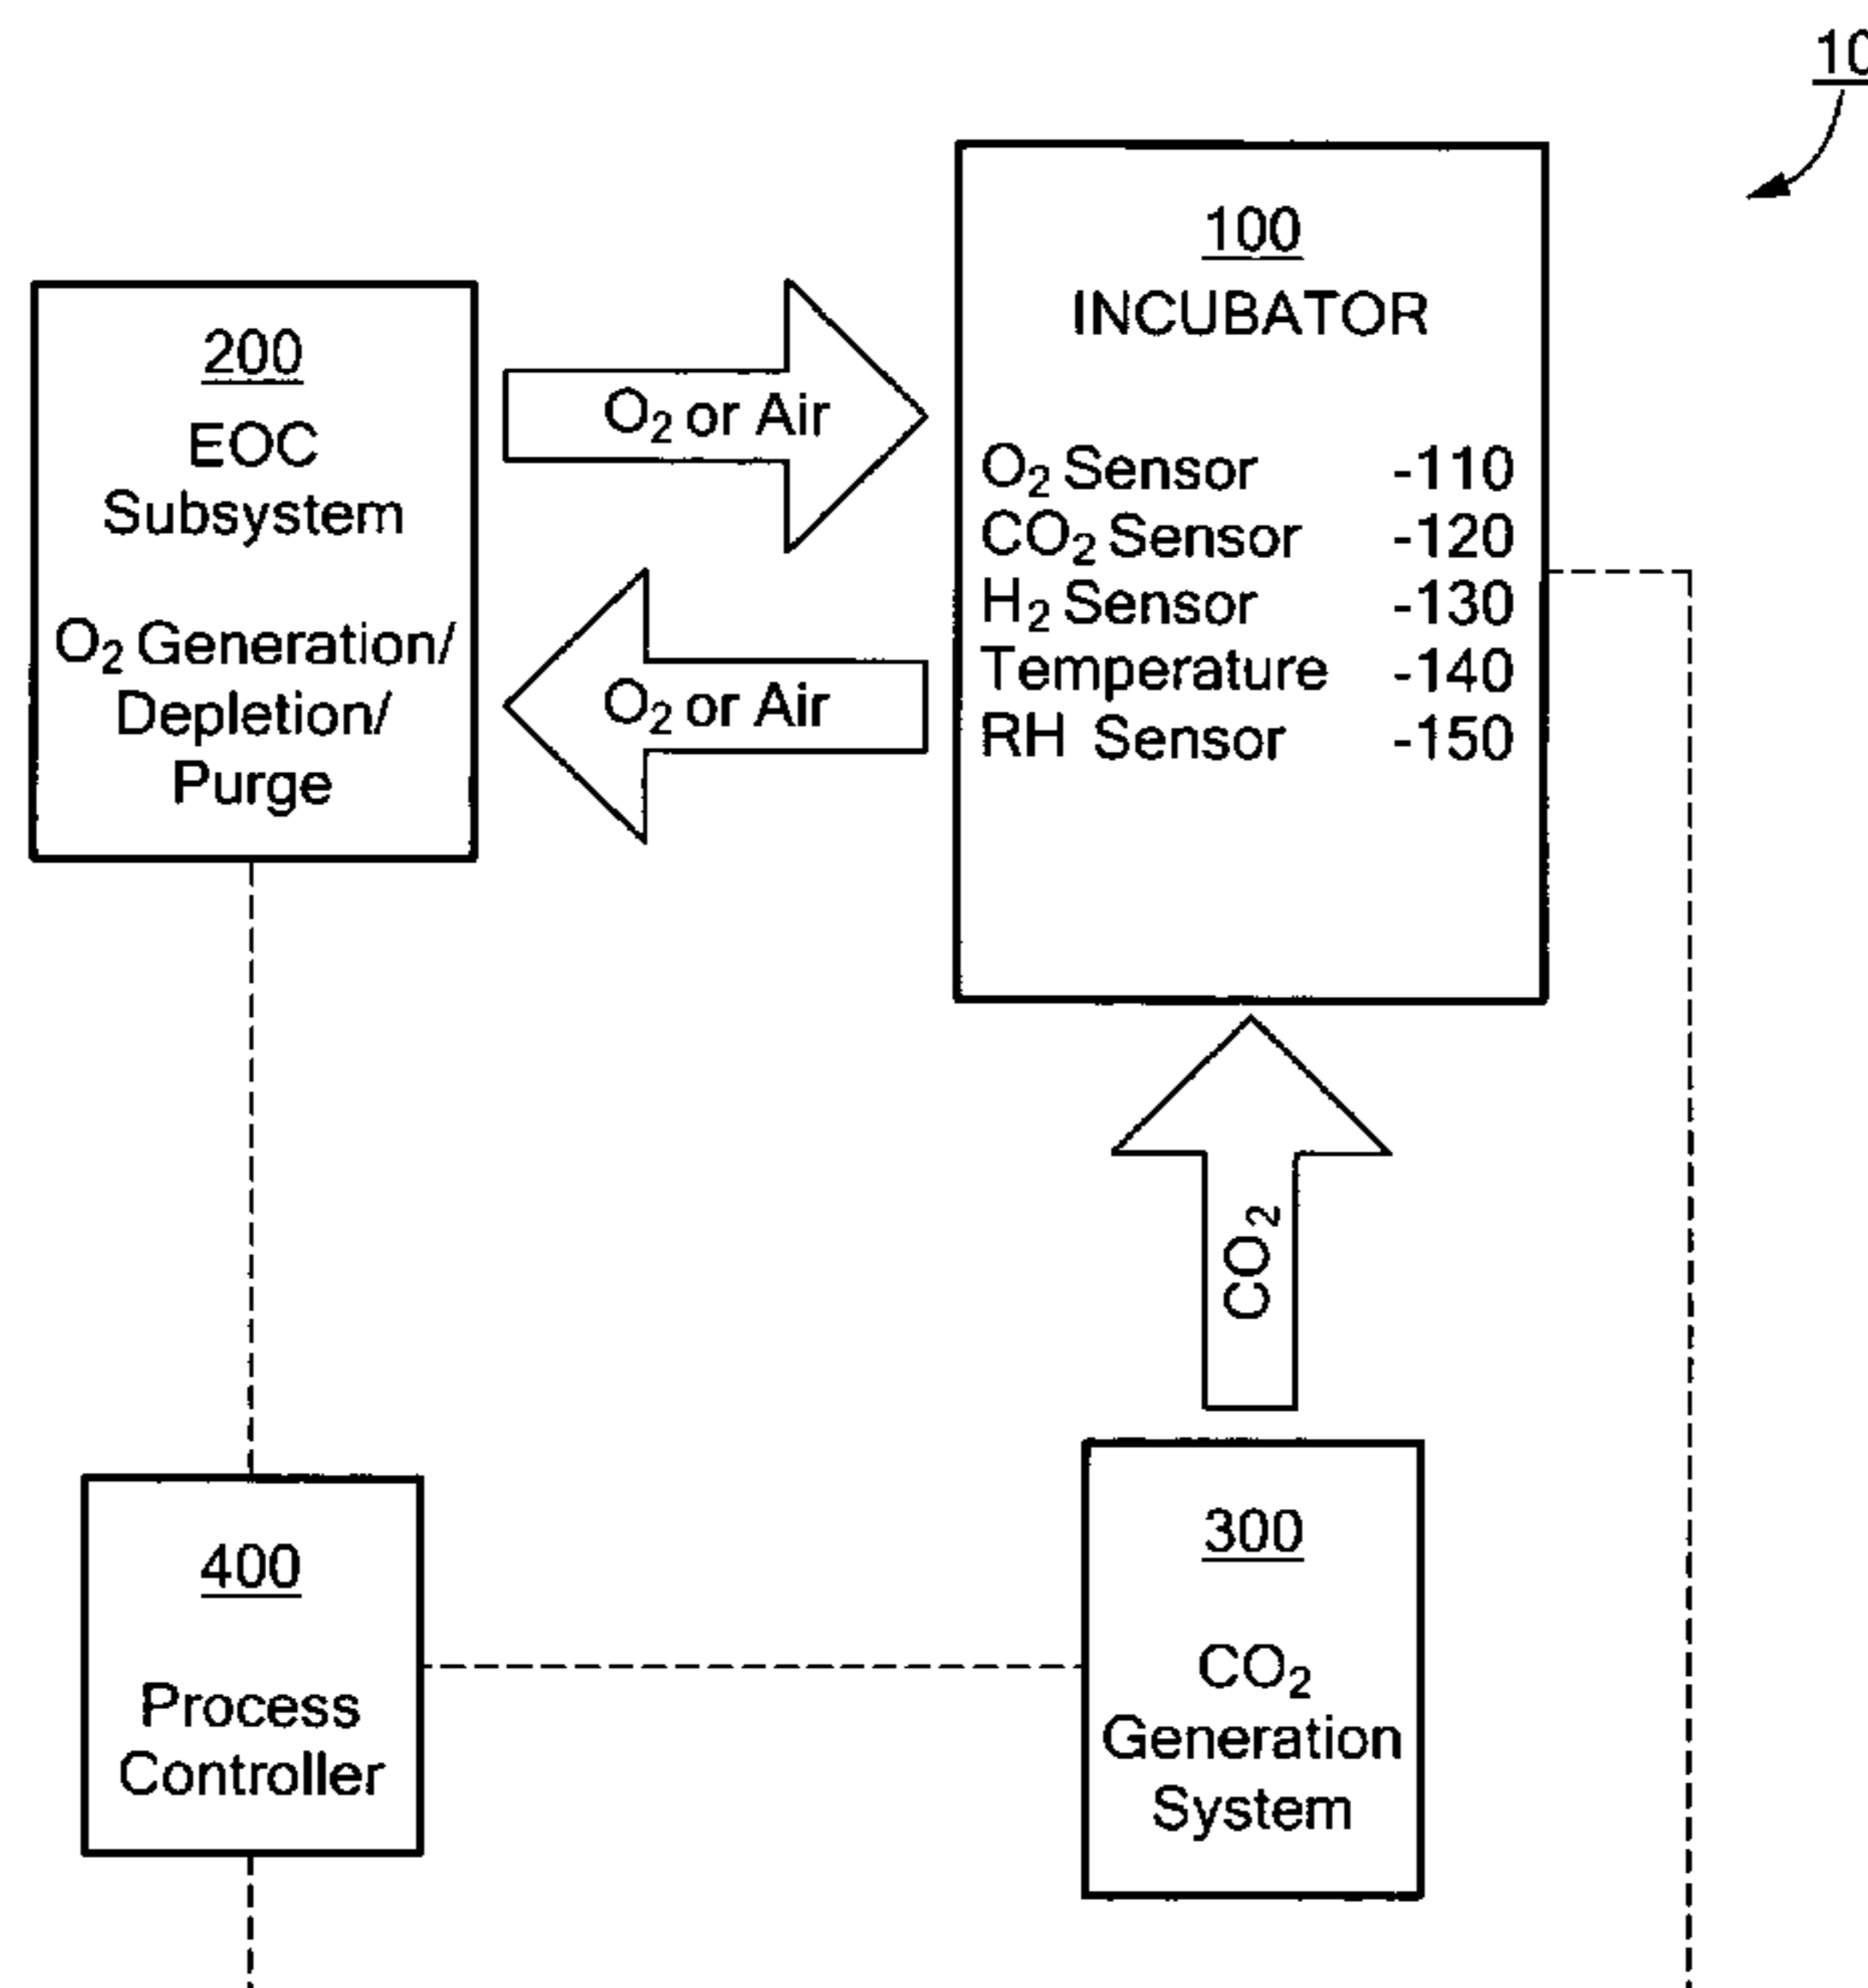 10
200
EOC
Subsystem
O₂ Generation/
Depletion/
Purge
O₂ or Air
O₂ or Air
100
INCUBATOR
O₂ Sensor -110
CO₂ Sensor -120
H₂ Sensor -130
Temperature -140
RH Sensor -150
CO₂
400
Process
Controller
300
CO₂
Generation
System